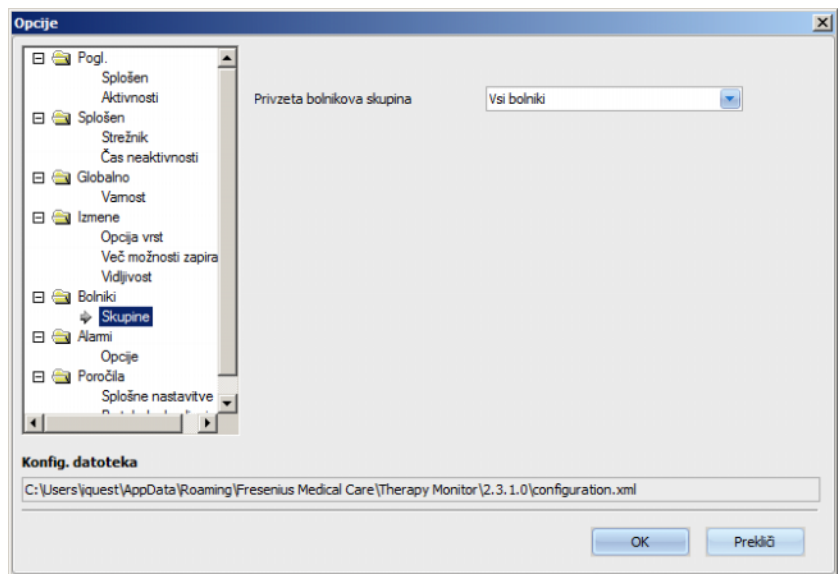 Opcije
Pogl.
Splošen
Aktivnosti
Splošen
Strežnik
Čas neaktivnosti
Globalno
Varnost
Izmene
Opcija vrst
Več možnosti zapira
Vidljivost
Bolniki
Skupine
Alarmi
Opcije
Poročila
Splošne nastavitve
Privzeta bolnikova skupina
Vsi bolniki
Konfig. datoteka
C:\Users\iquest\AppData\Roaming\Fresenius Medical Care\Therapy Monitor\2.3.1.0\configuration.xml
OK
Prekliči